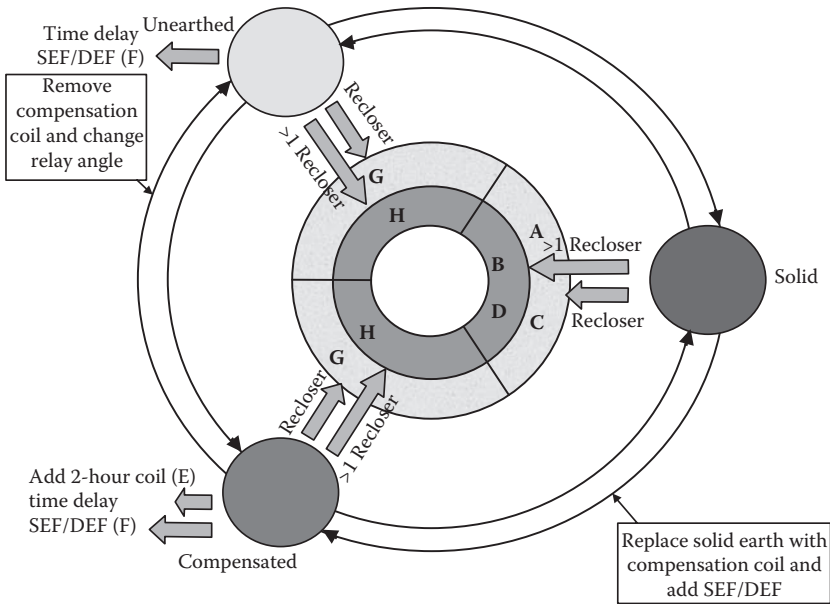 Unearthed
Time delay
SEF/DEF (F)
Remove
compensation
coil and change
relay angle
Recloser
>1 Recloser
G
H
A
>1 Recloser
B
Solid
D
C
Recloser
H
G
Recloser
>1 Recloser
Add 2-hour coil (E)
time delay
SEF/DEF (F)
Compensated
Replace solid earth with
compensation coil and
add SEF/DEF